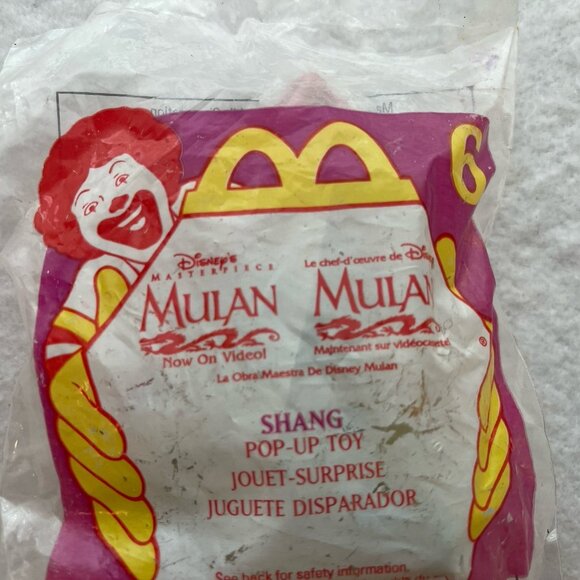 6
Disney's
MASTERPIECE
MULAN
Now On Video!
Le chef-d'œuvre de Disney
MULAN
Maintenant sur vidéocassette
®
La Obra Maestra De Disney Mulan
SHANG
POP-UP TOY
JOUET-SURPRISE
JUGUETE DISPARADOR
See back for safety information.